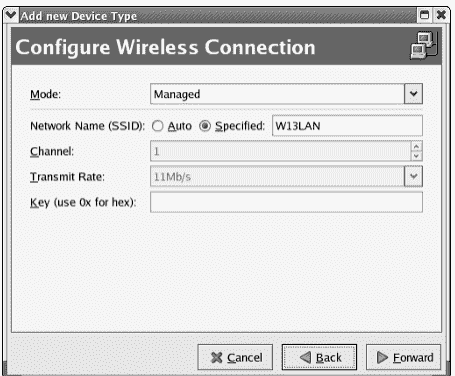 Add new Device Type
Configure Wireless Connection
Mode: Managed
Network Name (SSID): Auto Specified: W13LAN
Channel: 1
Transmit Rate: 11Mb/s
Key (use 0x for hex):
Cancel Back Forward